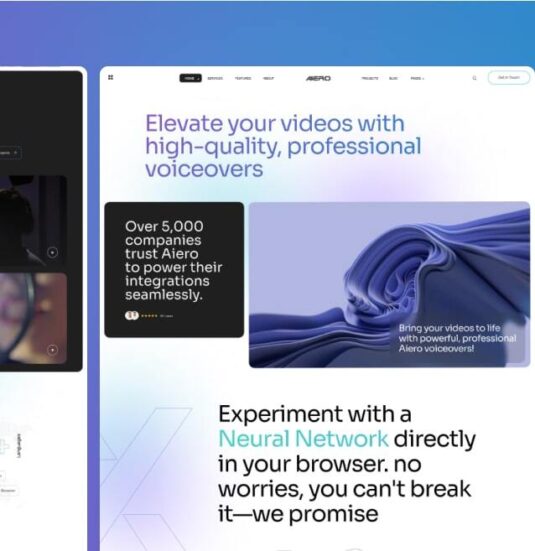 HOME
SERVICES
FEATURES
ABOUT
AIERO
PROJECTS
BLOG
PAGES
Get in Touch
Elevate your videos with
high-quality, professional
voiceovers
Over 5,000
companies
trust Aiero
to power their
integrations
seamlessly.
Bring your videos to life
with powerful, professional
Aiero voiceovers!
Languages
Experiment with a
Neural Network directly
in your browser. no
worries, you can't break
it—we promise